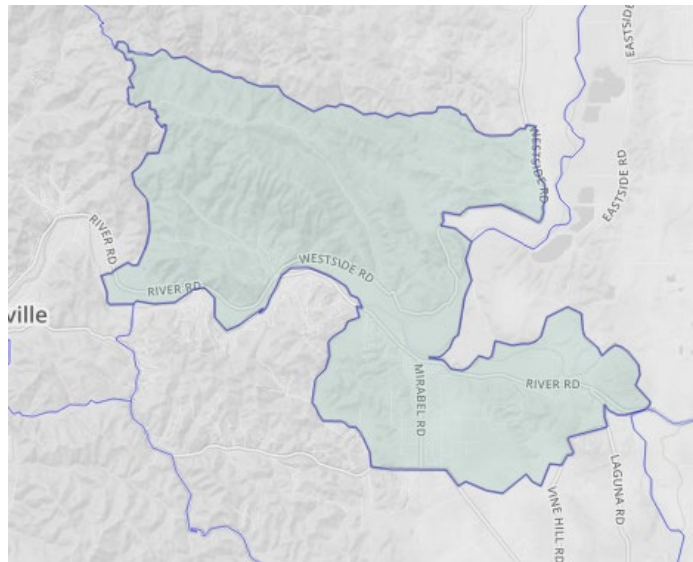 EASTSIDE
WESTSIDE RD
EASTSIDE RD
RIVER RD
WESTSIDE RD
RIVER RD
ville
MIRABEL RD
RIVER RD
LAGUNA RD
VINE HILL RD